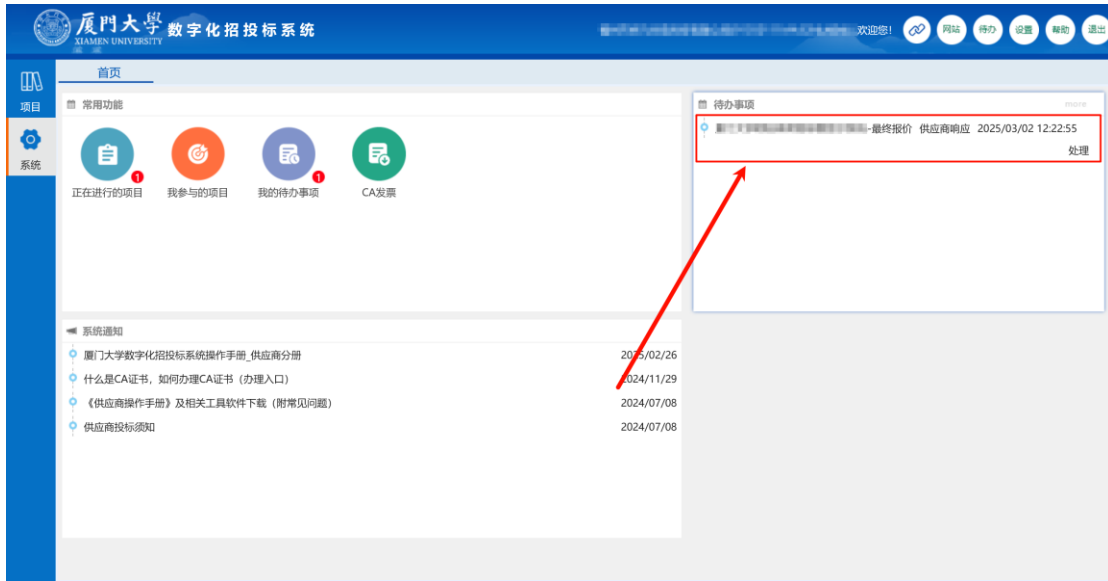 厦門大學 数字化招投标系统
XIAMEN UNIVERSITY
欢迎您! 网站 待办 设置 帮助 退出
首页
项目
系统
常用功能
1 1
正在进行的项目 我参与的项目 我的待办事项 CA发票
待办事项 more
-最终报价 供应商响应 2025/03/02 12:22:55
处理
系统通知
厦门大学数字化招投标系统操作手册_供应商分册 2025/02/26
什么是CA证书，如何办理CA证书（办理入口） 2024/11/29
《供应商操作手册》及相关工具软件下载（附常见问题） 2024/07/08
供应商投标须知 2024/07/08